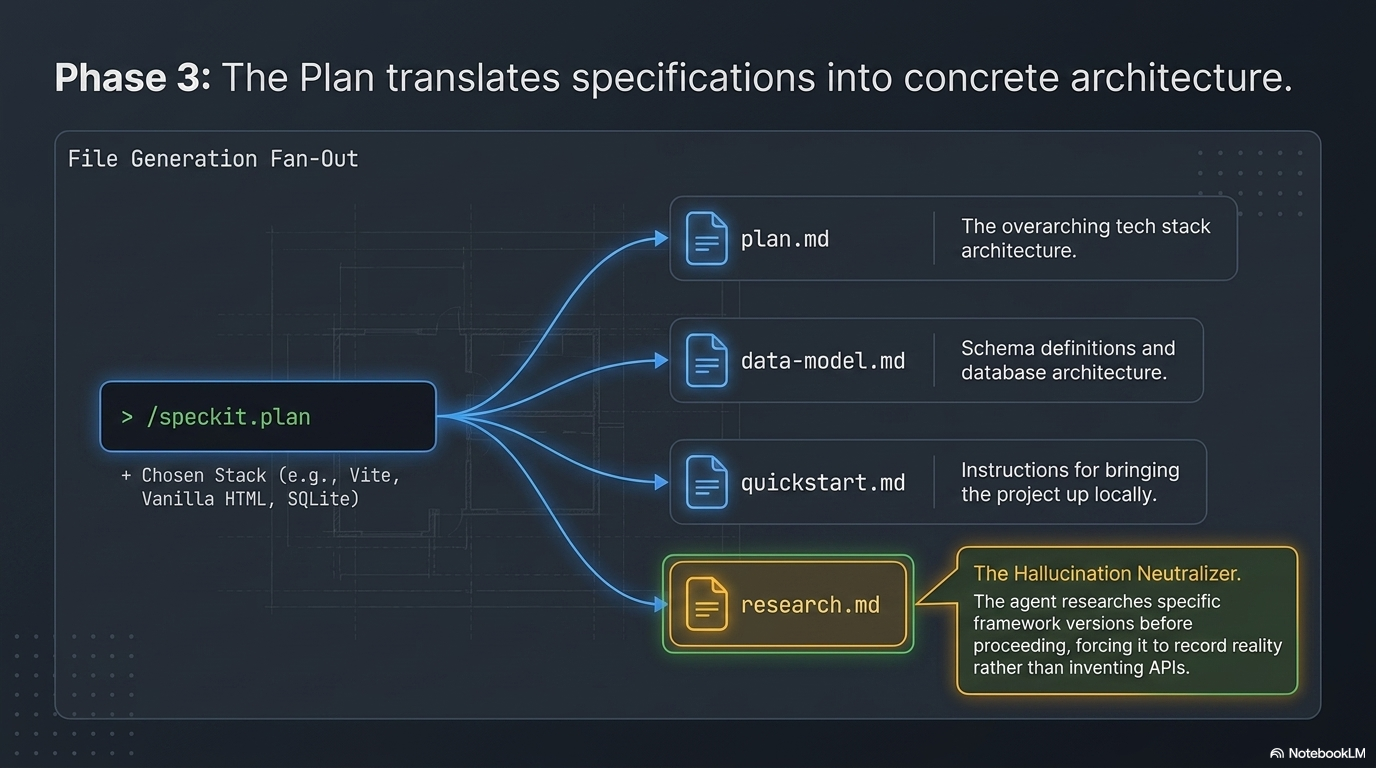 Phase 3: The Plan translates specifications into concrete architecture.
File Generation Fan-Out
> /speckit.plan
+ Chosen Stack (e.g., Vite,
Vanilla HTML, SQLite)
plan.md
The overarching tech stack
architecture.
data-model.md
Schema definitions and
database architecture.
quickstart.md
Instructions for bringing
the project up locally.
research.md
The Hallucination Neutralizer.
The agent researches specific
framework versions before
proceeding, forcing it to record reality
rather than inventing APIs.
NotebookLM